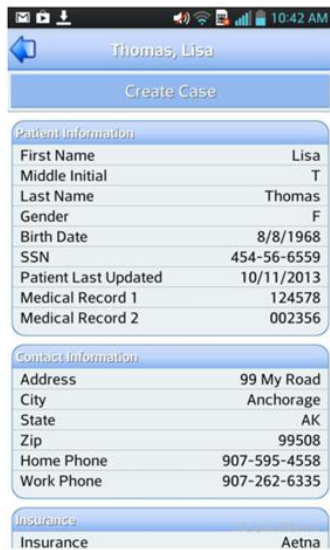 10:42 AM
Thomas, Lisa
Create Case
Patient Information
First Name Lisa
Middle Initial T
Last Name Thomas
Gender F
Birth Date 8/8/1968
SSN 454-56-6559
Patient Last Updated 10/11/2013
Medical Record 1 124578
Medical Record 2 002356
Contact Information
Address 99 My Road
City Anchorage
State AK
Zip 99508
Home Phone 907-595-4558
Work Phone 907-262-6335
Insurance
Insurance Aetna